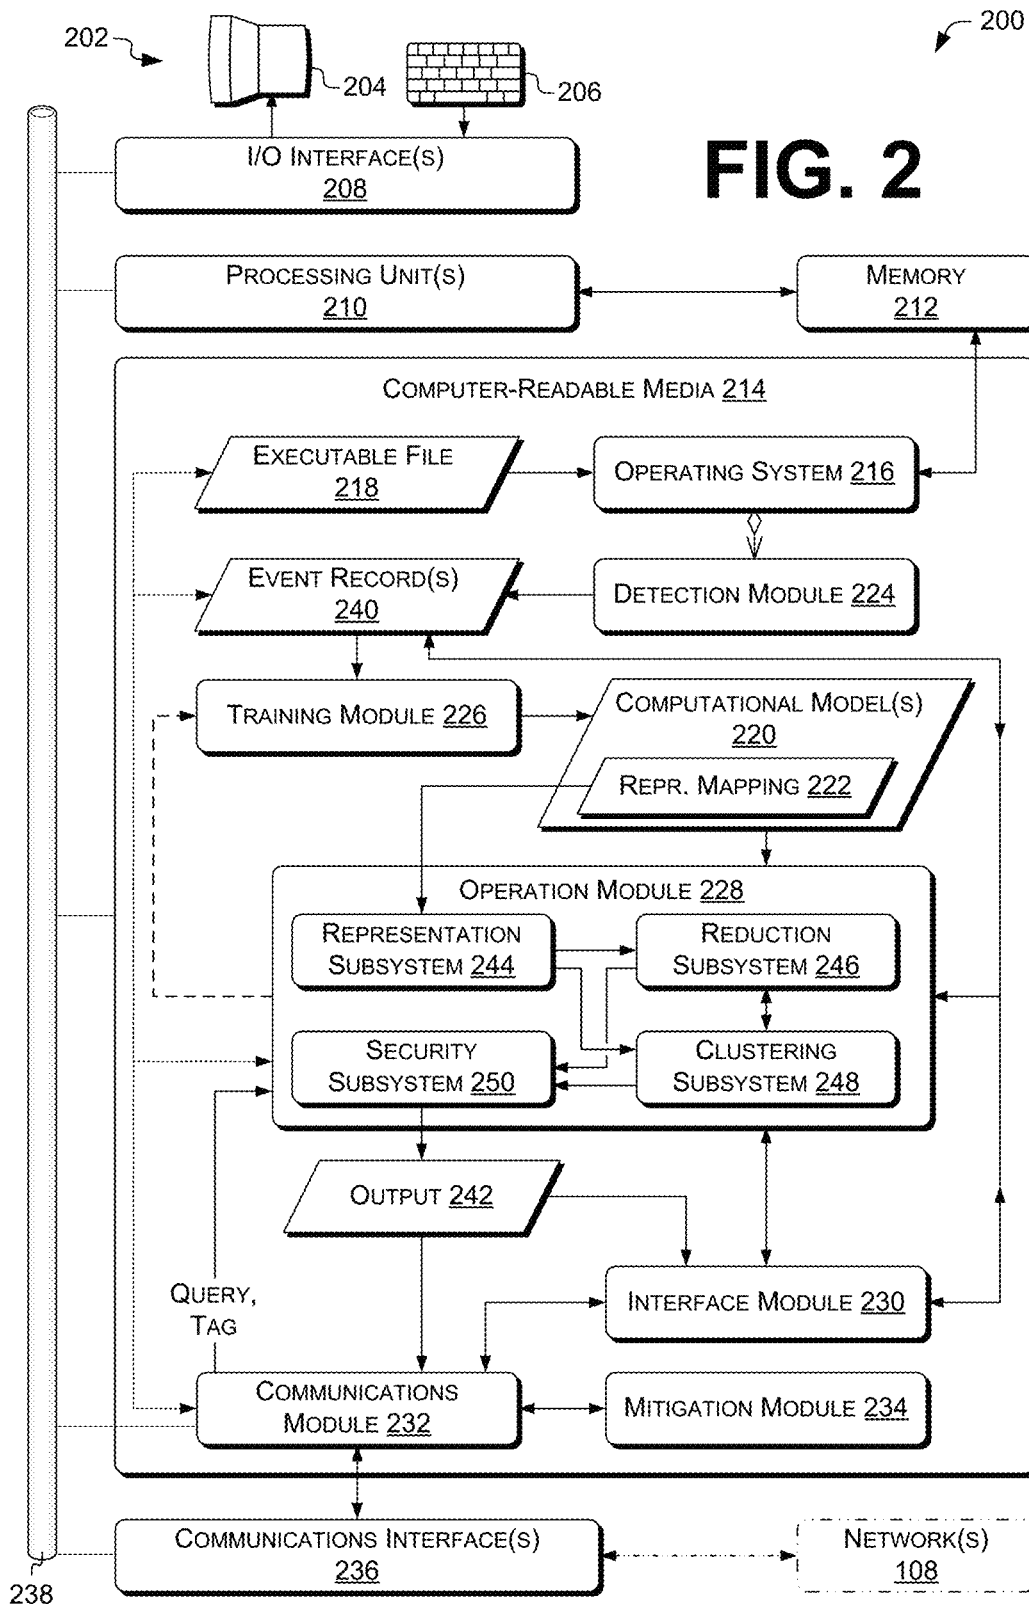 202
204
206
200
I/O INTERFACE(S)
208
FIG. 2
PROCESSING UNIT(S)
210
MEMORY
212
COMPUTER-READABLE MEDIA 214
EXECUTABLE FILE
218
OPERATING SYSTEM 216
EVENT RECORD(S)
240
DETECTION MODULE 224
TRAINING MODULE 226
COMPUTATIONAL MODEL(S)
220
REPR. MAPPING 222
OPERATION MODULE 228
REPRESENTATION
SUBSYSTEM 244
REDUCTION
SUBSYSTEM 246
SECURITY
SUBSYSTEM 250
CLUSTERING
SUBSYSTEM 248
OUTPUT 242
QUERY,
TAG
INTERFACE MODULE 230
COMMUNICATIONS
MODULE 232
MITIGATION MODULE 234
COMMUNICATIONS INTERFACE(S)
236
NETWORK(S)
108
238